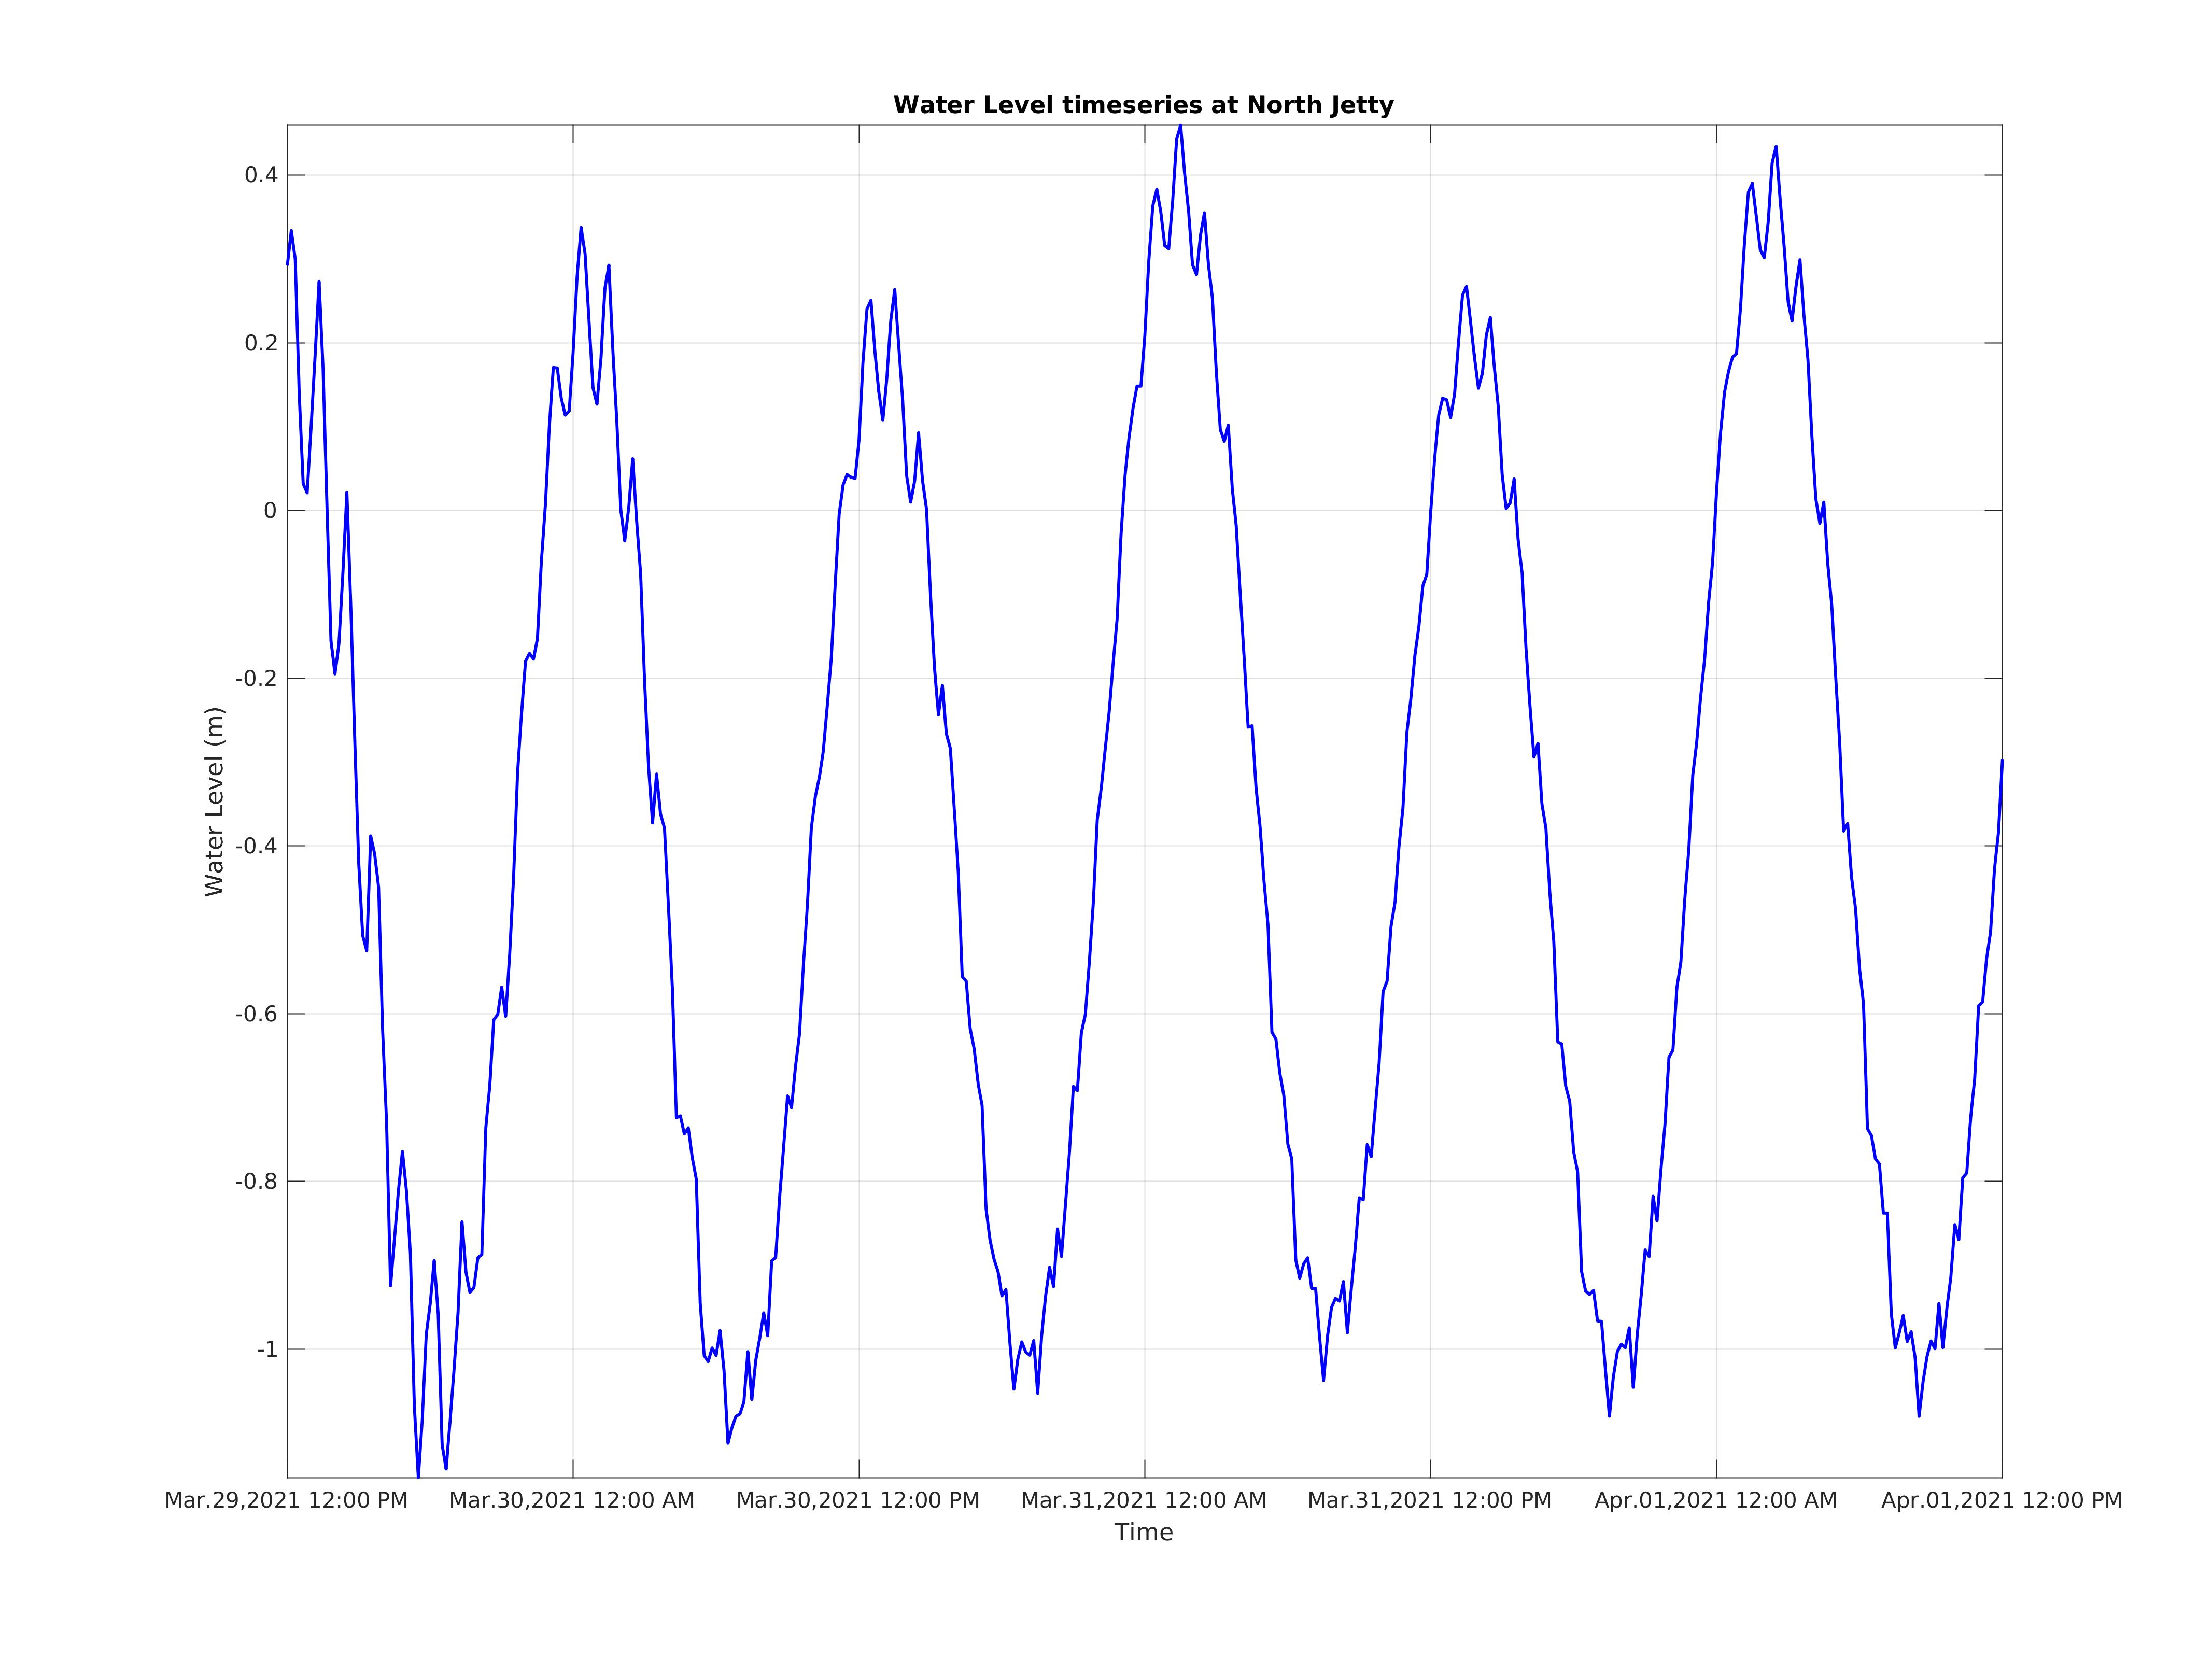 Water Level timeseries at North Jetty
0.4
0.2
0
-0.2
-0.4
-0.6
-0.8
-1
Water Level (m)
Mar.29,2021 12:00 PM Mar.30,2021 12:00 AM Mar.30,2021 12:00 PM Mar.31,2021 12:00 AM Mar.31,2021 12:00 PM Apr.01,2021 12:00 AM Apr.01,2021 12:00 PM
Time